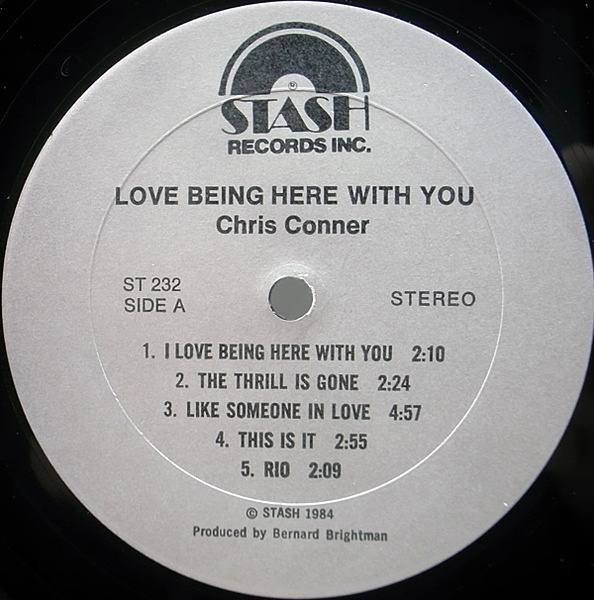 STASH
RECORDS INC.
LOVE BEING HERE WITH YOU
Chris Conner
ST 232
SIDE A
STEREO
1. I LOVE BEING HERE WITH YOU 2:10
2. THE THRILL IS GONE 2:24
3. LIKE SOMEONE IN LOVE 4:57
4. THIS IS IT 2:55
5. RIO 2:09
© STASH 1984
Produced by Bernard Brightman